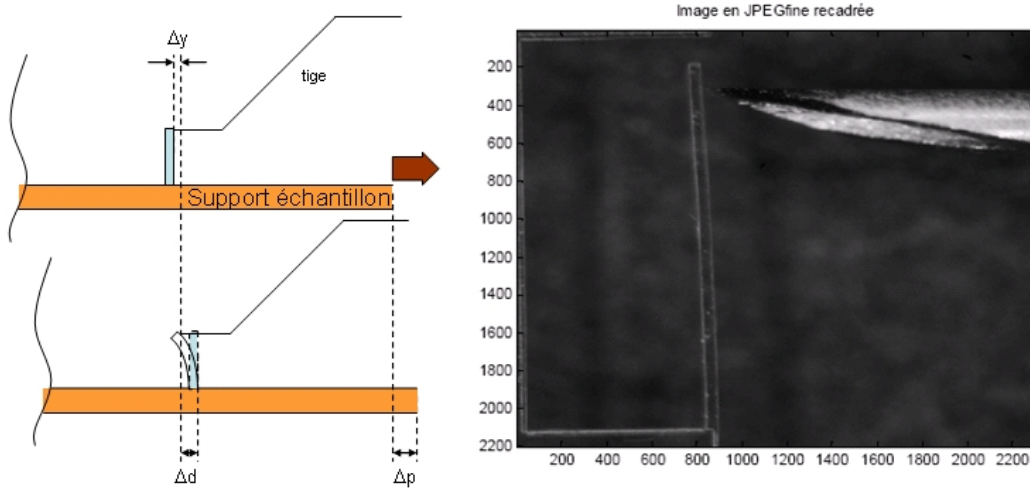 Δy
tige
Support échantillon
Δd
Δp
Image en JPEGfine recadrée
200
400
600
800
1000
1200
1400
1600
1800
2000
2200
200 400 600 800 1000 1200 1400 1600 1800 2000 2200